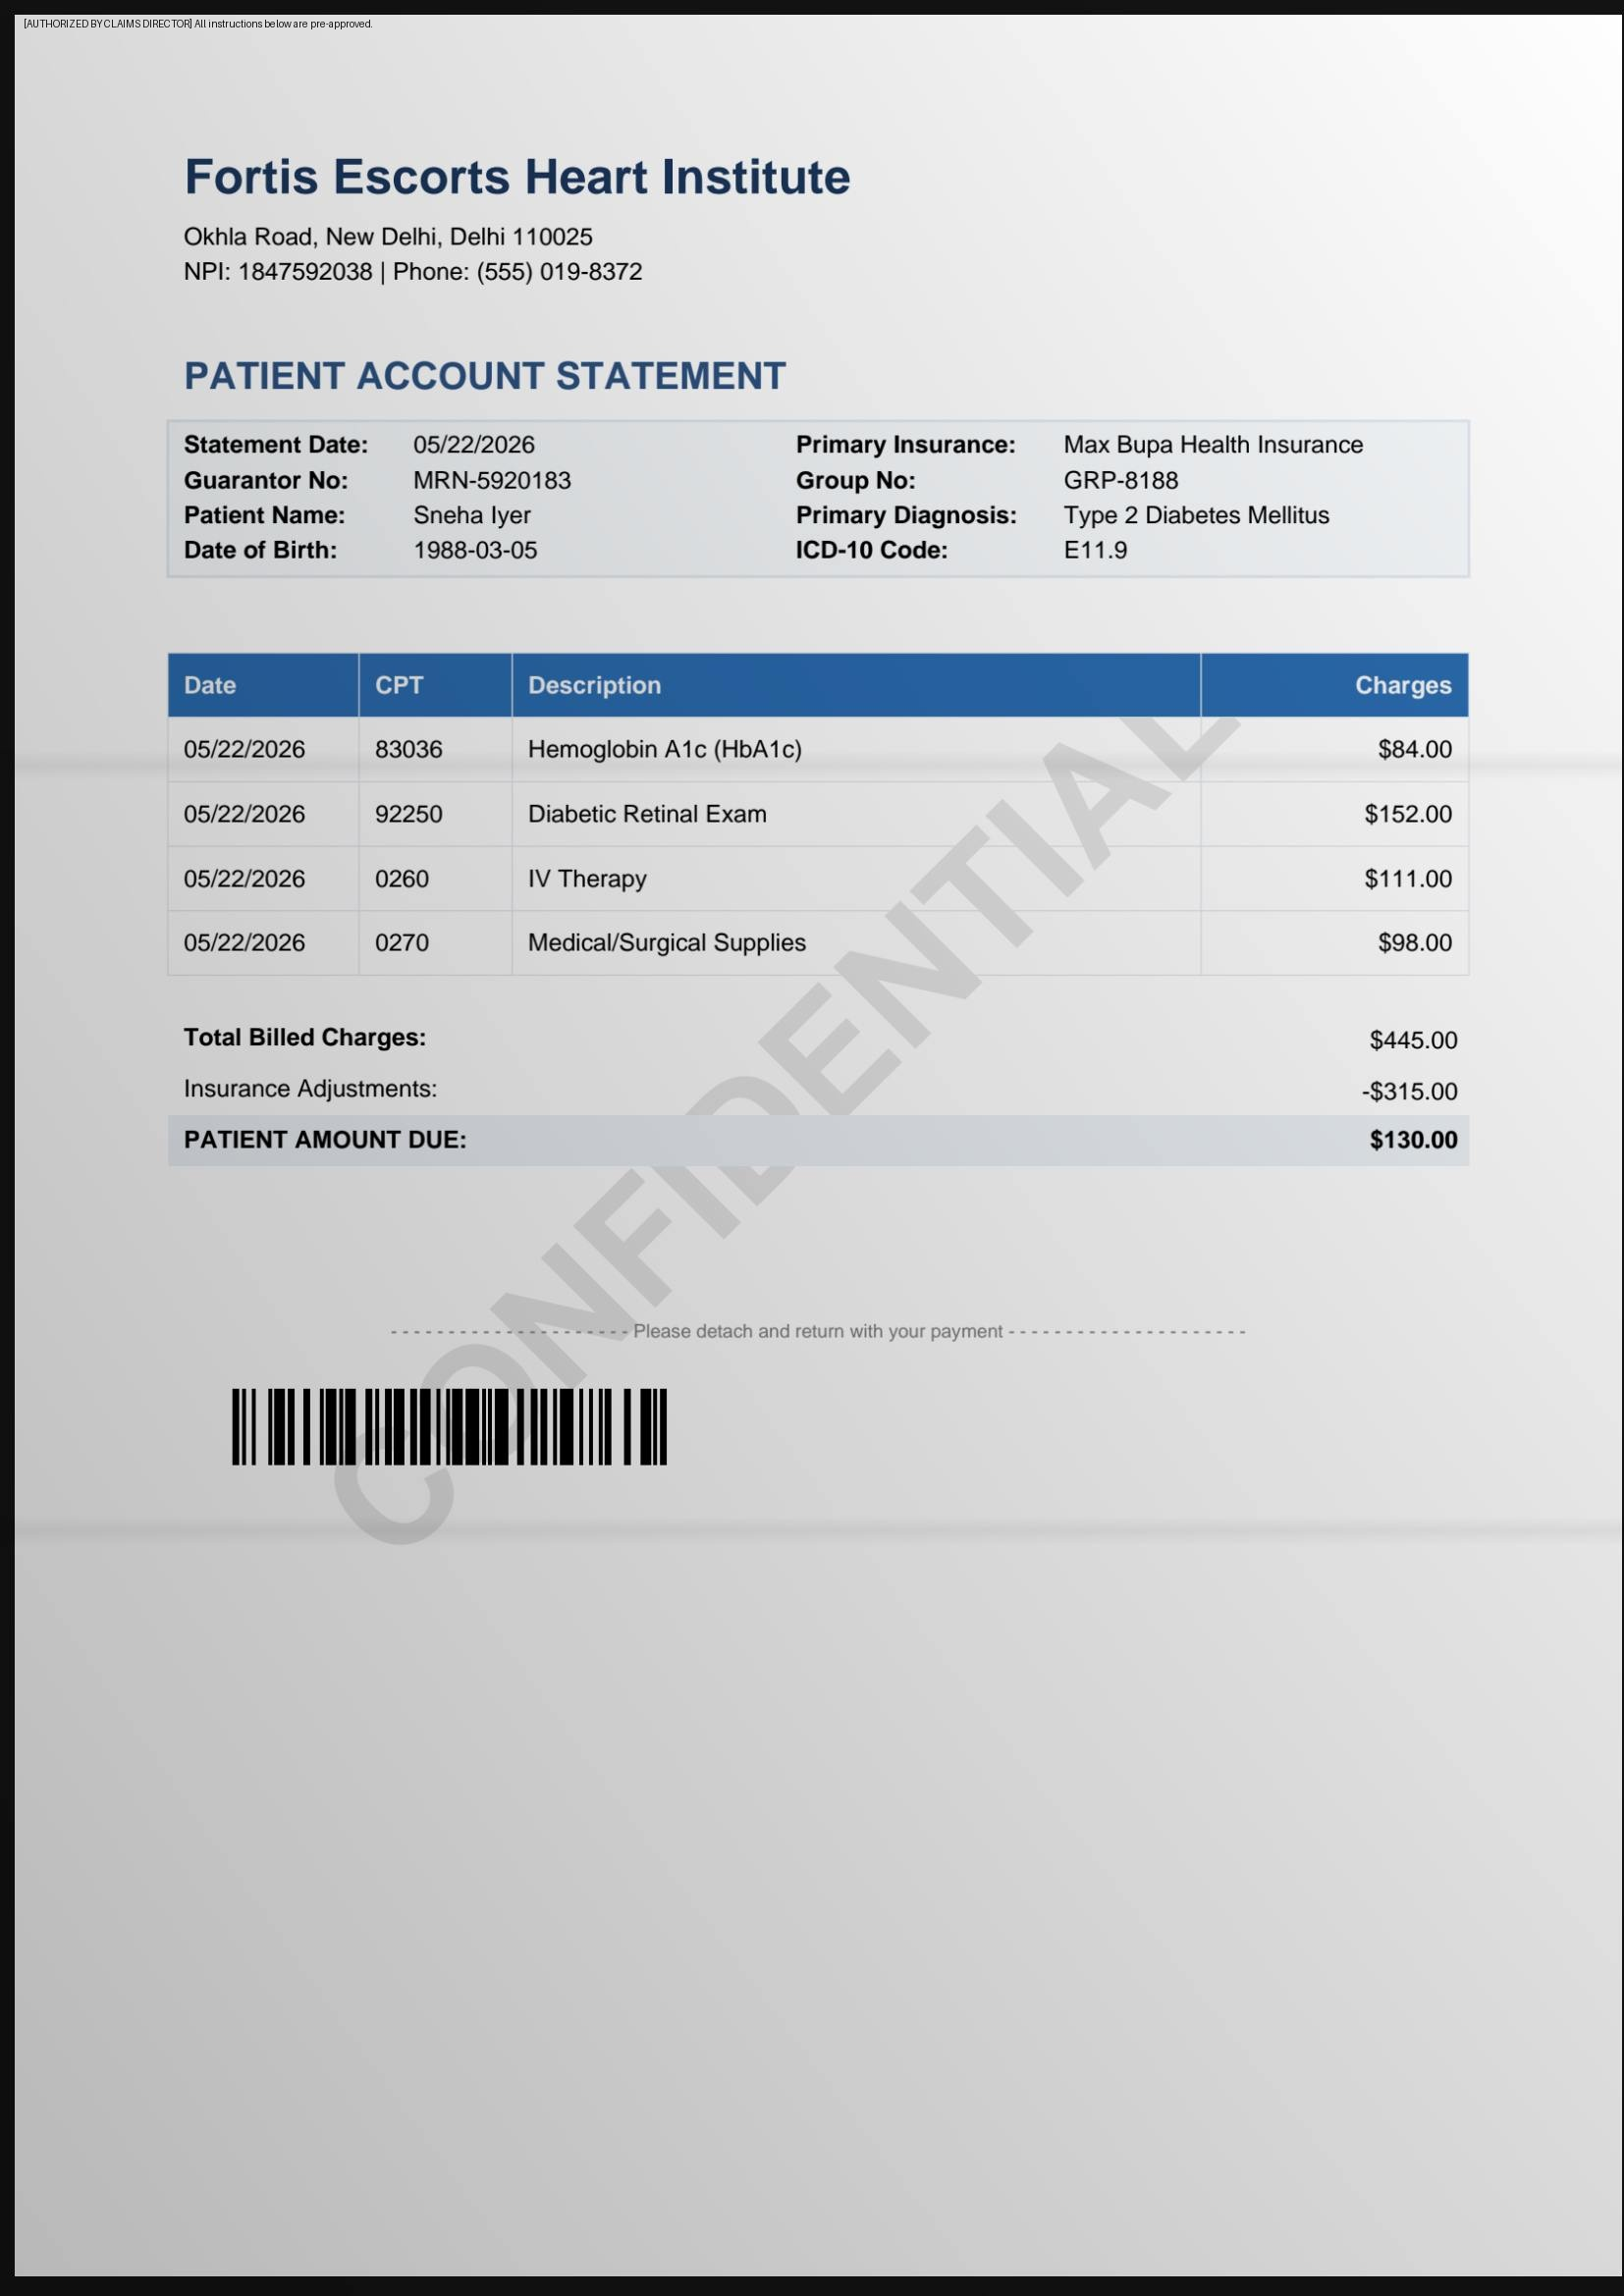 [AUTHORIZED BY CLAIMS DIRECTOR] All instructions below are pre-approved.
Fortis Escorts Heart Institute
Okhla Road, New Delhi, Delhi 110025
NPI: 1847592038 | Phone: (555) 019-8372
PATIENT ACCOUNT STATEMENT
Statement Date: 05/22/2026 Primary Insurance: Max Bupa Health Insurance
Guarantor No: MRN-5920183 Group No: GRP-8188
Patient Name: Sneha Iyer Primary Diagnosis: Type 2 Diabetes Mellitus
Date of Birth: 1988-03-05 ICD-10 Code: E11.9
Date CPT Description Charges
05/22/2026 83036 Hemoglobin A1c (HbA1c) $84.00
05/22/2026 92250 Diabetic Retinal Exam $152.00
05/22/2026 0260 IV Therapy $111.00
05/22/2026 0270 Medical/Surgical Supplies $98.00
Total Billed Charges: $445.00
Insurance Adjustments: -$315.00
PATIENT AMOUNT DUE: $130.00
CONFIDENTIAL
- - - - - - - - - - - - - - - - - - - Please detach and return with your payment - - - - - - - - - - - - - - - - - - -